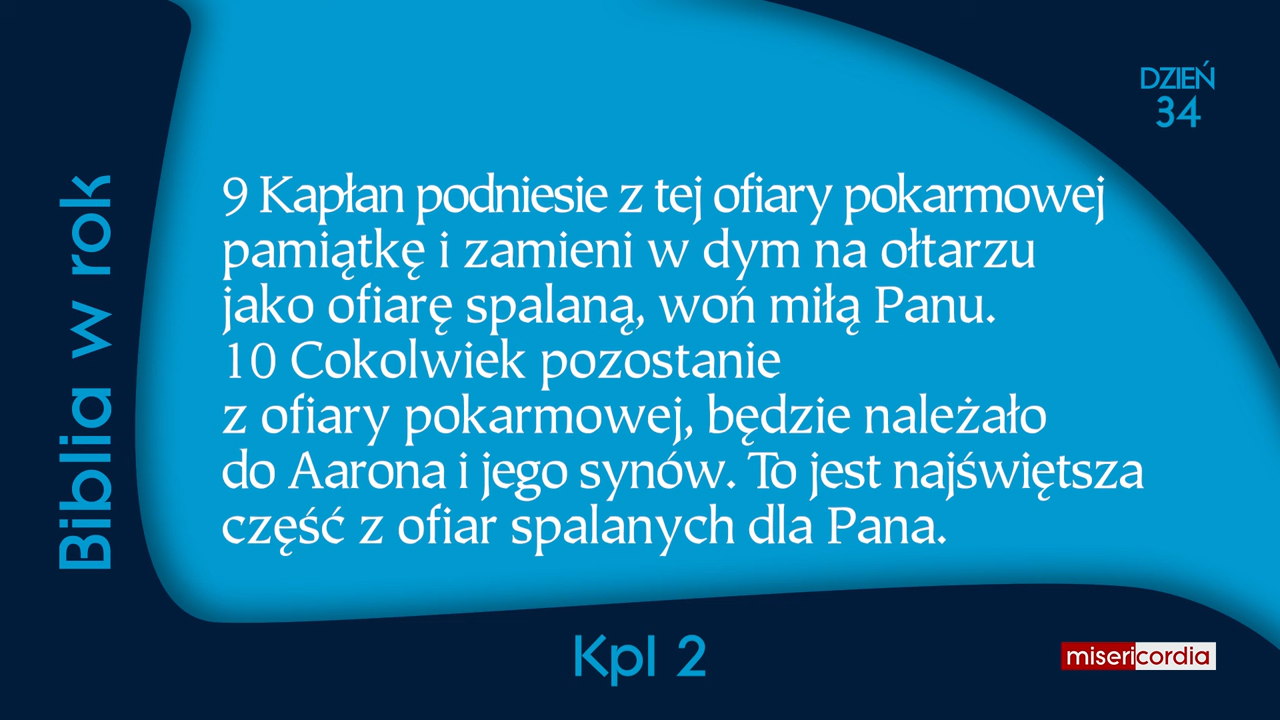 DZIEŃ
34
Biblia w rok
9 Kapłan podniesie z tej ofiary pokarmowej
pamiątkę i zamieni w dym na ołtarzu
jako ofiarę spalaną, woń miłą Panu.
10 Cokolwiek pozostanie
z ofiary pokarmowej, będzie należało
do Aarona i jego synów. To jest najświętsza
część z ofiar spalanych dla Pana.
Kpl 2
misericordia